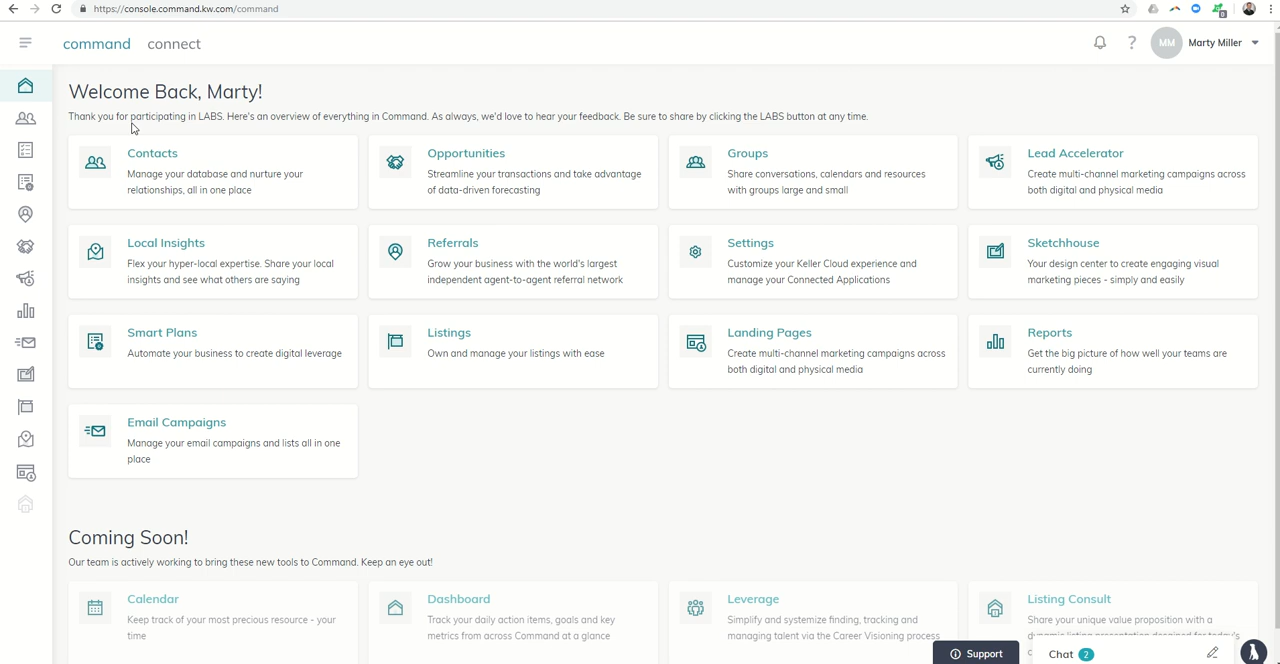 https://console.command.kw.com/command
command connect
MM Marty Miller
Welcome Back, Marty!
Thank you for participating in LABS. Here's an overview of everything in Command. As always, we'd love to hear your feedback. Be sure to share by clicking the LABS button at any time.
Contacts
Manage your database and nurture your
relationships, all in one place
Opportunities
Streamline your transactions and take advantage
of data-driven forecasting
Groups
Share conversations, calendars and resources
with groups large and small
Lead Accelerator
Create multi-channel marketing campaigns across
both digital and physical media
Local Insights
Flex your hyper-local expertise. Share your local
insights and see what others are saying
Referrals
Grow your business with the world's largest
independent agent-to-agent referral network
Settings
Customize your Keller Cloud experience and
manage your Connected Applications
Sketchhouse
Your design center to create engaging visual
marketing pieces - simply and easily
Smart Plans
Automate your business to create digital leverage
Listings
Own and manage your listings with ease
Landing Pages
Create multi-channel marketing campaigns across
both digital and physical media
Reports
Get the big picture of how well your teams are
currently doing
Email Campaigns
Manage your email campaigns and lists all in one
place
Coming Soon!
Our team is actively working to bring these new tools to Command. Keep an eye out!
Calendar
Keep track of your most precious resource - your
time
Dashboard
Track your daily action items, goals and key
metrics from across Command at a glance
Leverage
Simplify and systemize finding, tracking and
managing talent via the Career Visioning process
Listing Consult
Share your unique value proposition with a
Support
Chat 2